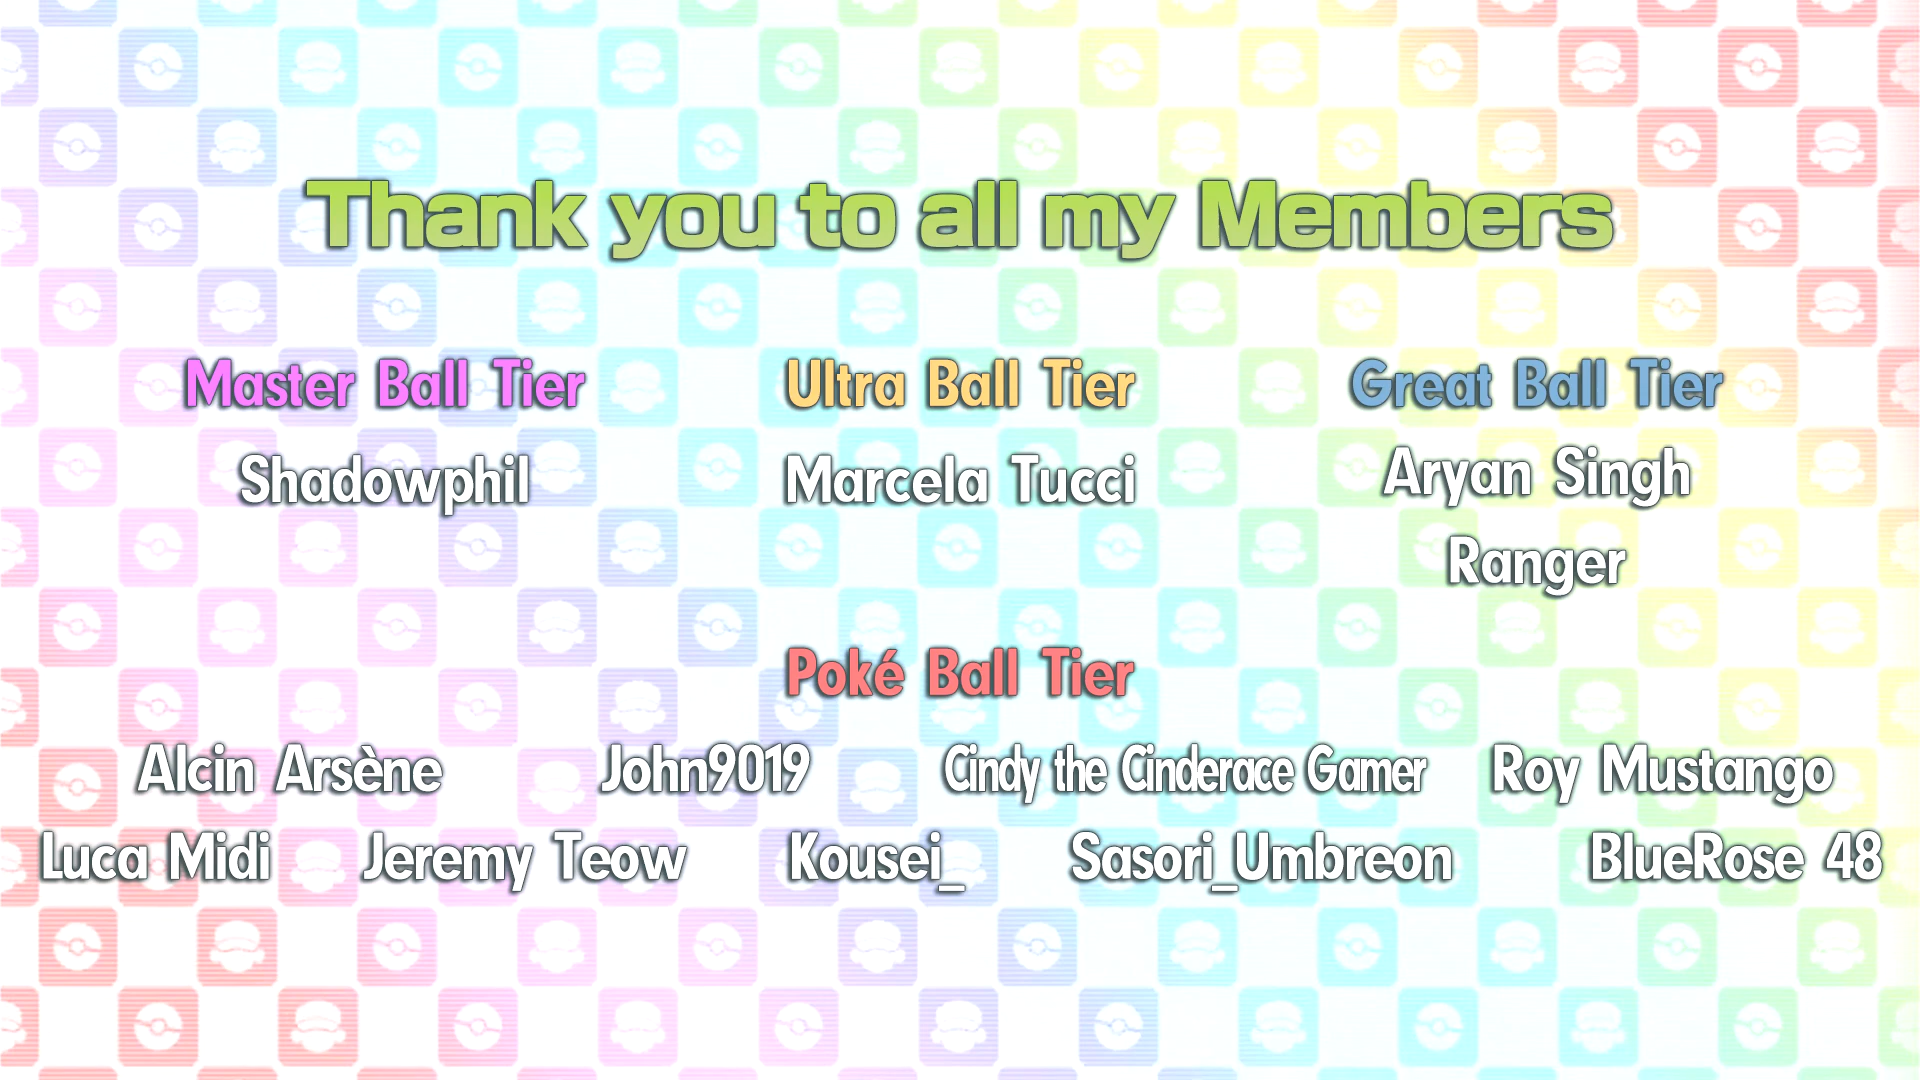 Thank you to all my Members
Master Ball Tier
Shadowphil
Ultra Ball Tier
Marcela Tucci
Great Ball Tier
Aryan Singh
Ranger
Poké Ball Tier
Alcin Arsène John9019 Cindy the Cinderace Gamer Roy Mustango
Luca Midi Jeremy Teow Kousei_ Sasori_Umbreon BlueRose 48